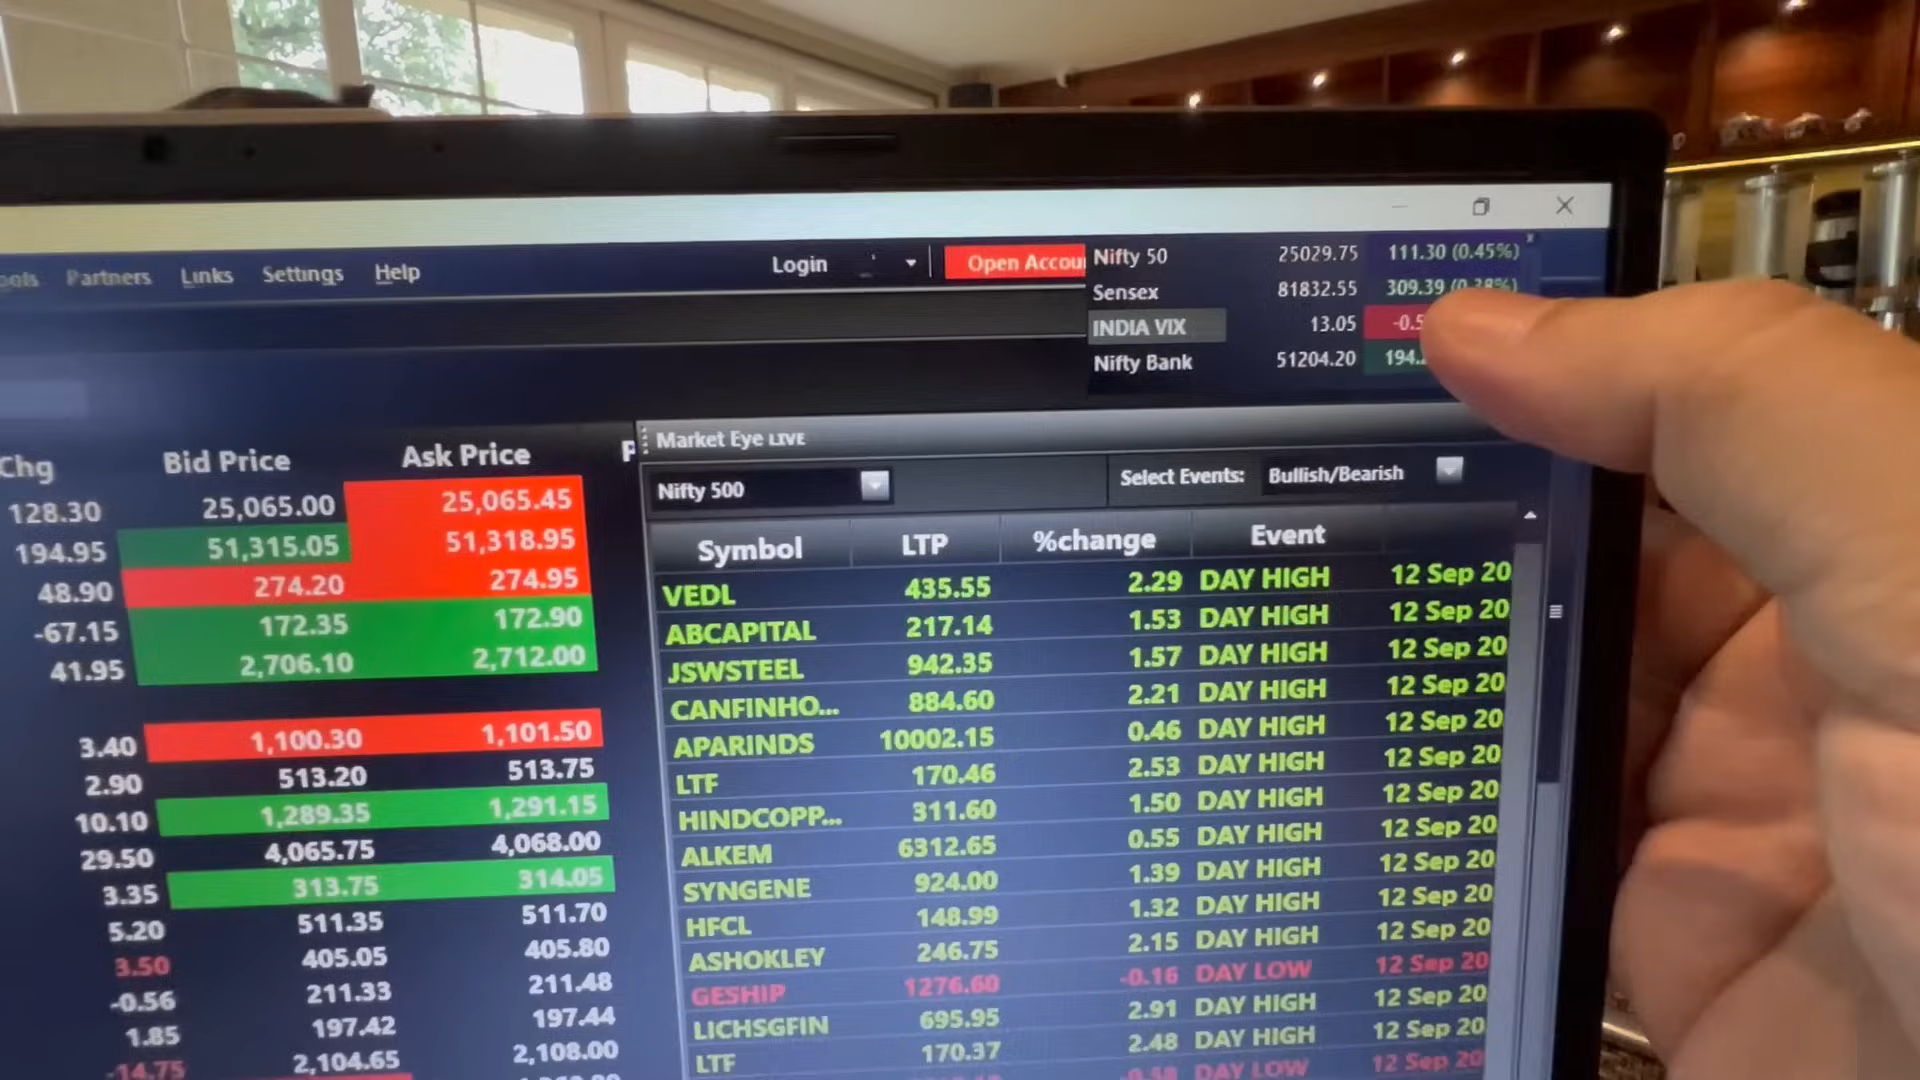 Partners Links Settings Help Login Open Accou
Nifty 50 25029.75 111.30 (0.45%)
Sensex 81832.55 309.39 (0.38%)
INDIA VIX 13.05 -0.5
Nifty Bank 51204.20 194.
Market Eye LIVE
Nifty 500 Select Events: Bullish/Bearish
Chg Bid Price Ask Price
128.30 25,065.00 25,065.45
194.95 51,315.05 51,318.95
48.90 274.20 274.95
-67.15 172.35 172.90
41.95 2,706.10 2,712.00
3.40 1,100.30 1,101.50
2.90 513.20 513.75
10.10 1,289.35 1,291.15
29.50 4,065.75 4,068.00
3.35 313.75 314.05
5.20 511.35 511.70
3.50 405.05 405.80
-0.56 211.33 211.48
1.85 197.42 197.44
-14.75 2,104.65 2,108.00
Symbol LTP %change Event
VEDL 435.55 2.29 DAY HIGH 12 Sep 20
ABCAPITAL 217.14 1.53 DAY HIGH 12 Sep 20
JSWSTEEL 942.35 1.57 DAY HIGH 12 Sep 20
CANFINHO... 884.60 2.21 DAY HIGH 12 Sep 20
APARINDS 10002.15 0.46 DAY HIGH 12 Sep 20
LTF 170.46 2.53 DAY HIGH 12 Sep 20
HINDCOPP... 311.60 1.50 DAY HIGH 12 Sep 20
ALKEM 6312.65 0.55 DAY HIGH 12 Sep 20
SYNGENE 924.00 1.39 DAY HIGH 12 Sep 20
HFCL 148.99 1.32 DAY HIGH 12 Sep 20
ASHOKLEY 246.75 2.15 DAY HIGH 12 Sep 20
GESHIP 1276.60 -0.16 DAY LOW 12 Sep 20
LICHSGFIN 695.95 2.91 DAY HIGH 12 Sep 20
LTF 170.37 2.48 DAY HIGH 12 Sep 20
-0.58 DAY LOW 12 Sep 20